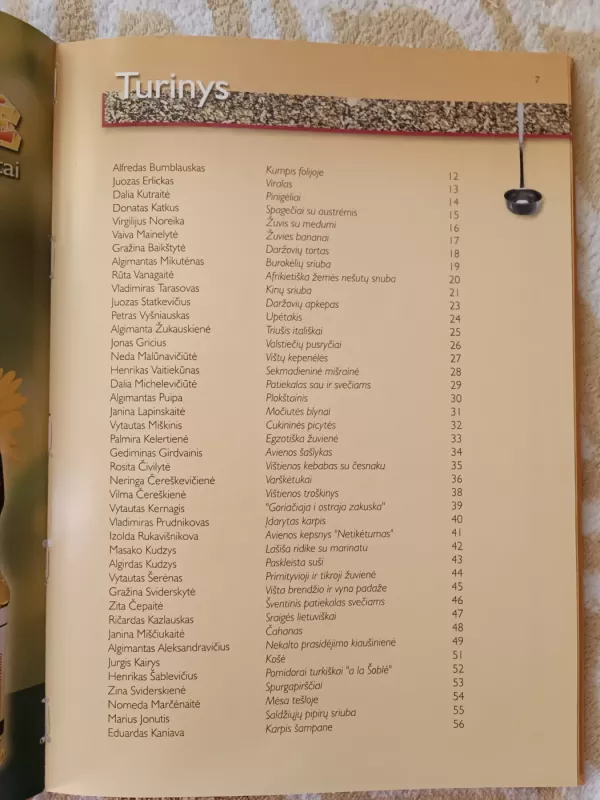 tai
7
Turinys
Alfredas Bumblauskas Kumpis folijoje 12
Juozas Erlickas Viralas 13
Dalia Kutraitė Pinigėliai 14
Donatas Katkus Spagečiai su austrėmis 15
Virgilijus Noreika Žuvis su medumi 16
Vaiva Mainelytė Žuvies bananai 17
Gražina Baikštytė Daržovių tortas 18
Algimantas Mikutėnas Burokėlių sriuba 19
Rūta Vanagaitė Afrikietiška žemės riešutų sriuba 20
Vladimiras Tarasovas Kinų sriuba 21
Juozas Statkevičius Daržovių apkepas 23
Petras Vyšniauskas Upėtakis 24
Algimanta Žukauskienė Triušis itališkai 25
Jonas Gricius Valstiečių pusryčiai 26
Neda Malūnavičiūtė Vištų kepenėlės 27
Henrikas Vaitiekūnas Sekmadieninė mišrainė 28
Dalia Michelevičiūtė Patiekalas sau ir svečiams 29
Algimantas Puipa Plokštainis 30
Janina Lapinskaitė Močiutės blynai 31
Vytautas Miškinis Cukininės picytės 32
Palmira Kelertienė Egzotiška žuvienė 33
Gediminas Girdvainis Avienos šašlykas 34
Rosita Čivilytė Vištienos kebabas su česnaku 35
Neringa Čereškevičienė Varškėtukai 36
Vilma Čereškienė Vištienos troškinys 38
Vytautas Kernagis "Goriačiaja i ostraja zakuska" 39
Vladimiras Prudnikovas Įdarytas karpis 40
Izolda Rukavišnikova Avienos kepsnys "Netikėtumas" 41
Masako Kudzys Lašiša ridike su marinatu 42
Algirdas Kudzys Paskleista suši 43
Vytautas Šerėnas Primityvioji ir tikroji žuvienė 44
Gražina Sviderskytė Višta brendžio ir vyno padaže 45
Zita Čepaitė Šventinis patiekalas svečiams 46
Ričardas Kazlauskas Sraigės lietuviškai 47
Janina Miščiukaitė Čahanas 48
Algimantas Aleksandravičius Nekalto prasidėjimo kiaušinienė 49
Jurgis Kairys Košė 51
Henrikas Šablevičius Pomidorai turkiškai "a la Šoblė" 52
Zina Sviderskienė Spurgapirščiai 53
Nomeda Marčėnaitė Mėsa tešloje 54
Marius Jonutis Saldžiųjų pipirų sriuba 55
Eduardas Kaniava Karpis šampane 56